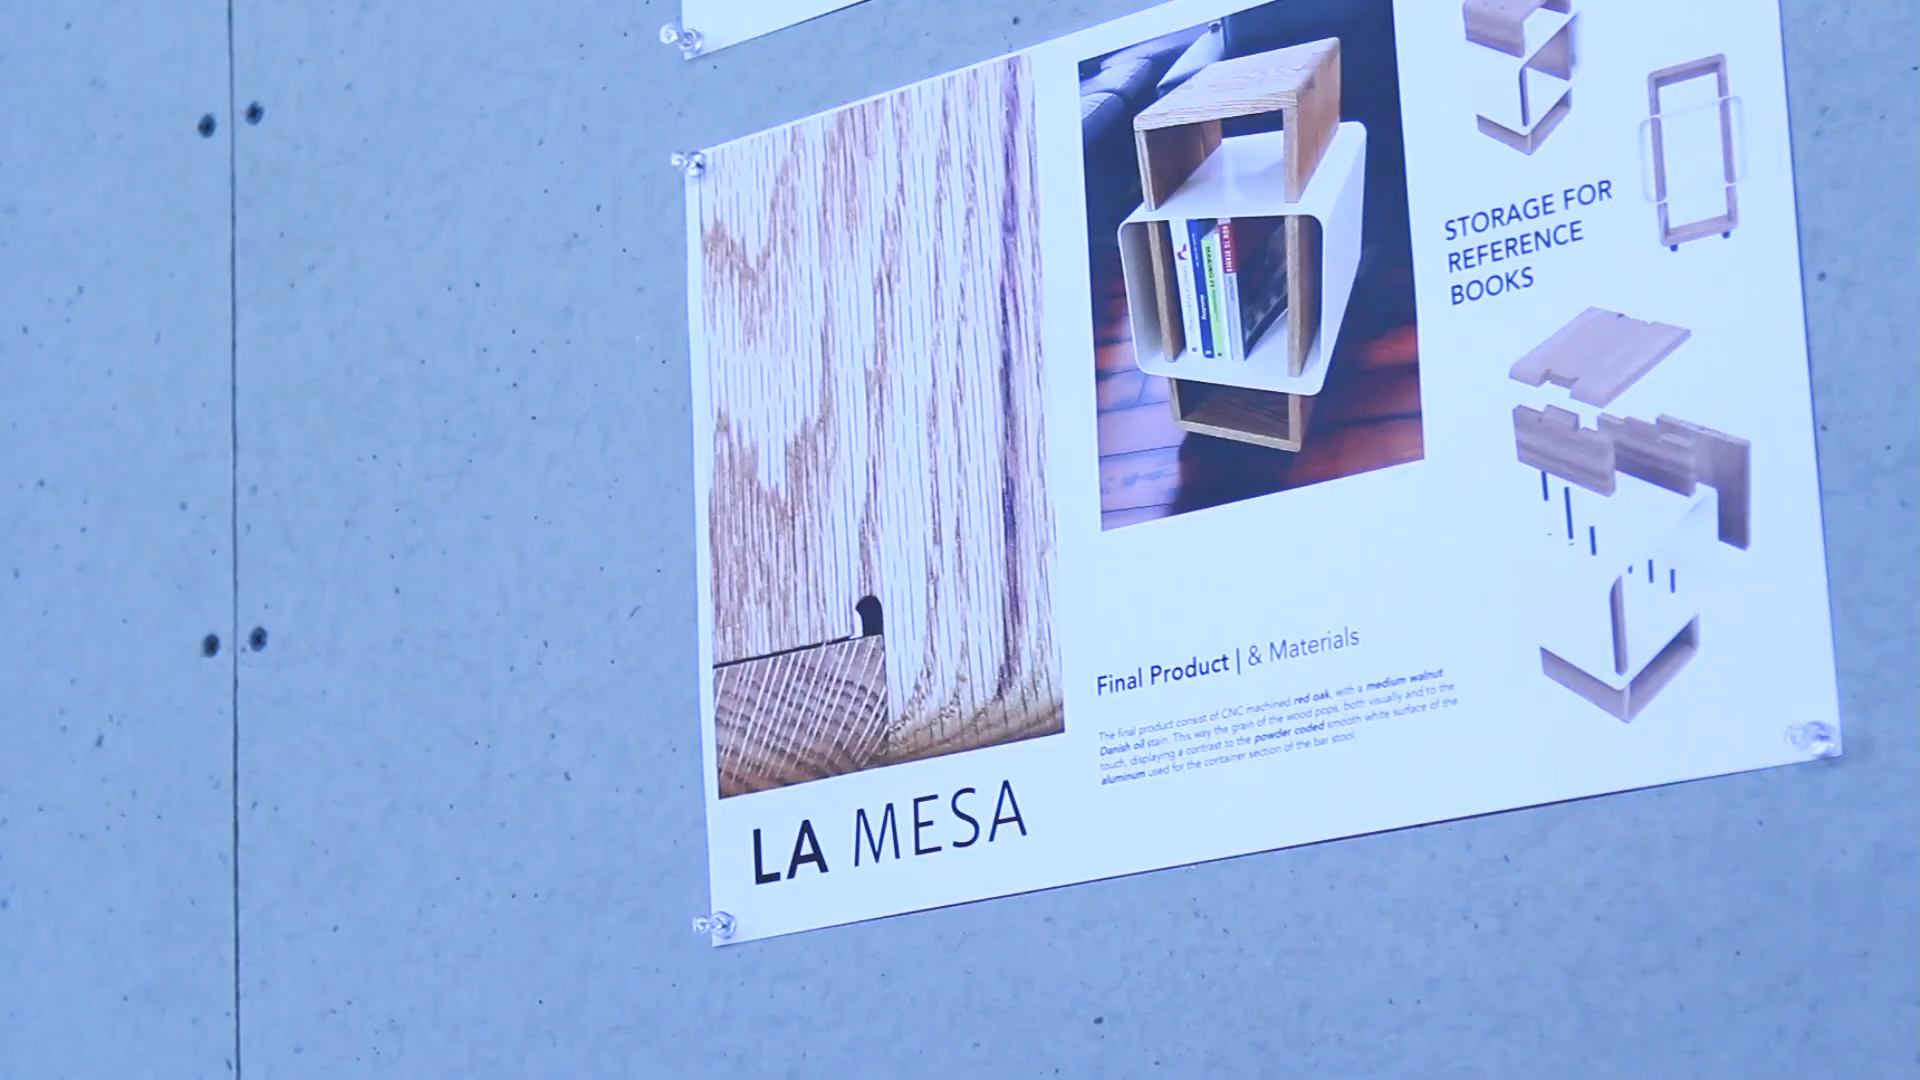 STORAGE FOR
REFERENCE
BOOKS
Final Product | & Materials
The final product consist of CNC machined red oak, with a medium walnut
Danish oil stain. This way the grain of the wood pops, both visually and to the
touch, displaying a contrast to the powder coded smooth white surface of the
aluminum used for the container section of the bar stool.
LA MESA